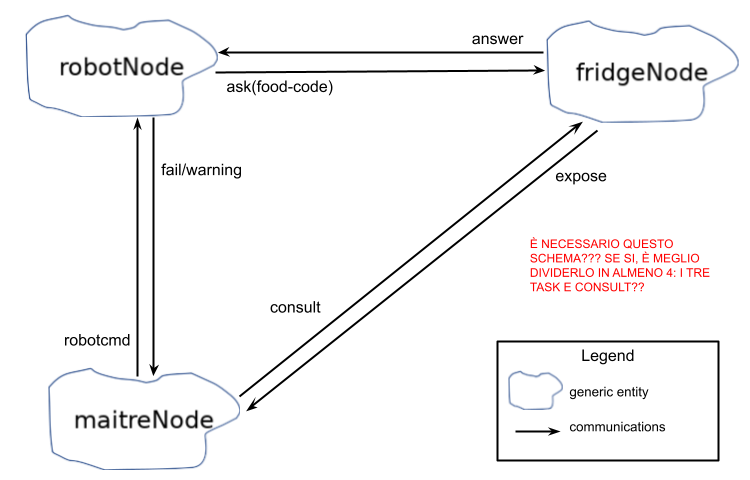 answer
robotNode
fridgeNode
ask(food-code)
fail/warning
expose
È NECESSARIO QUESTO
SCHEMA??? SE SI, È MEGLIO
DIVIDERLO IN ALMENO 4: I TRE
TASK E CONSULT??
consult
robotcmd
Legend
generic entity
maitreNode
communications